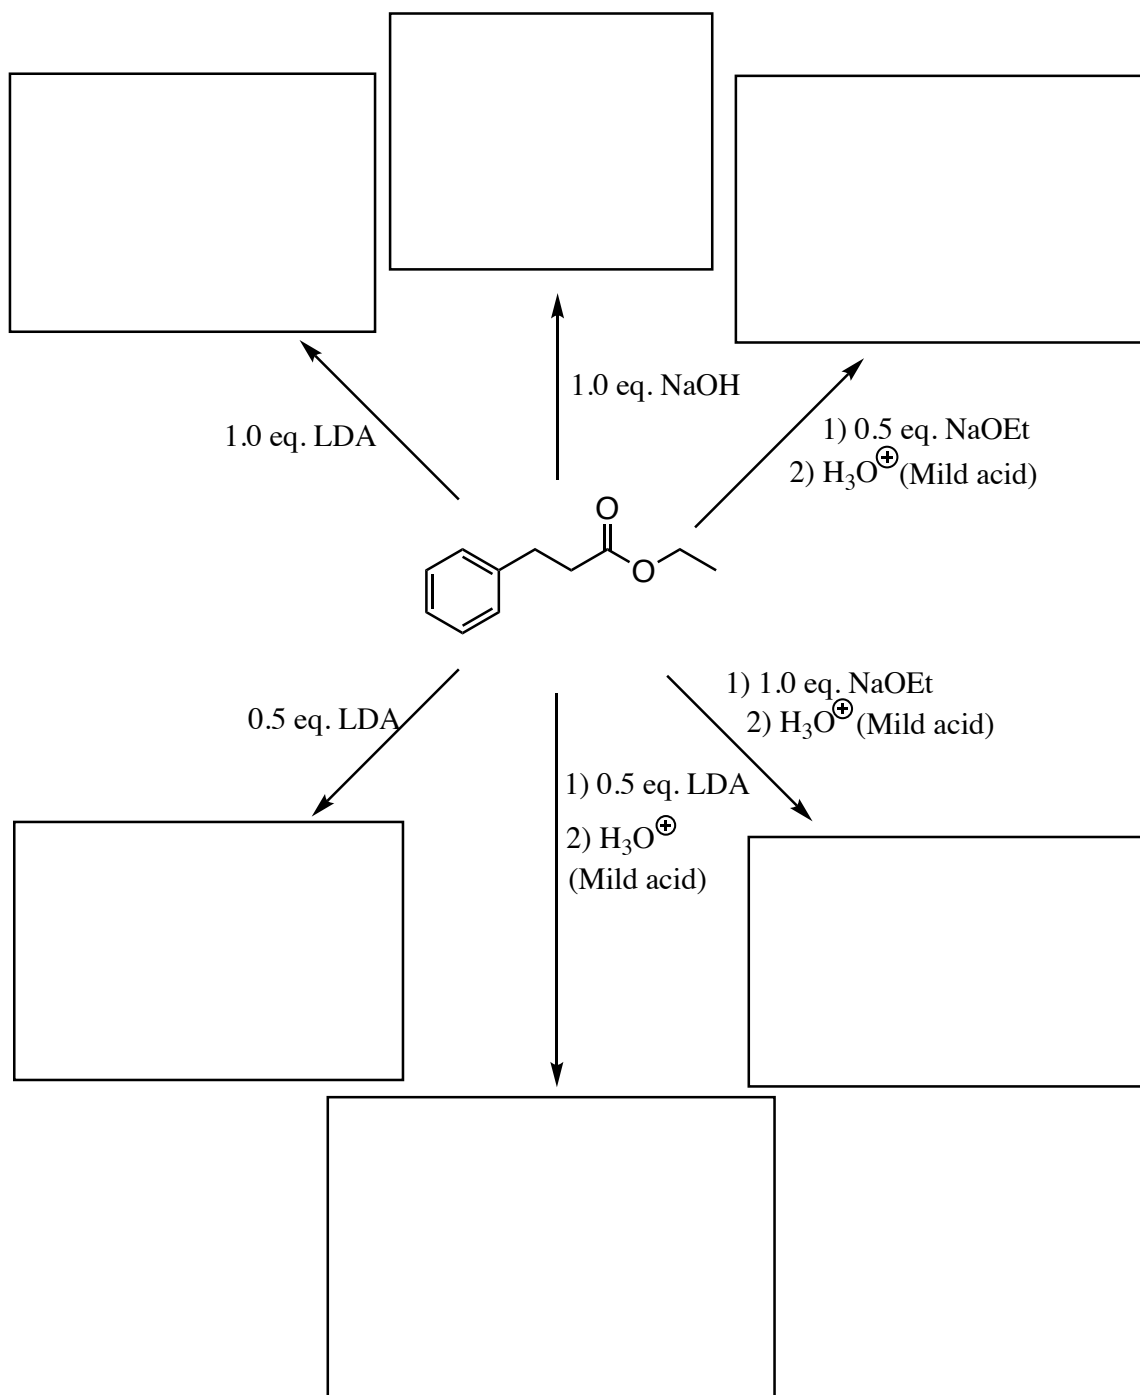 1.0 eq. NaOH
1.0 eq. LDA
1) 0.5 eq. NaOEt
2) H₃O⊕ (Mild acid)
O
O
0.5 eq. LDA
1) 1.0 eq. NaOEt
2) H₃O⊕ (Mild acid)
1) 0.5 eq. LDA
2) H₃O⊕
(Mild acid)